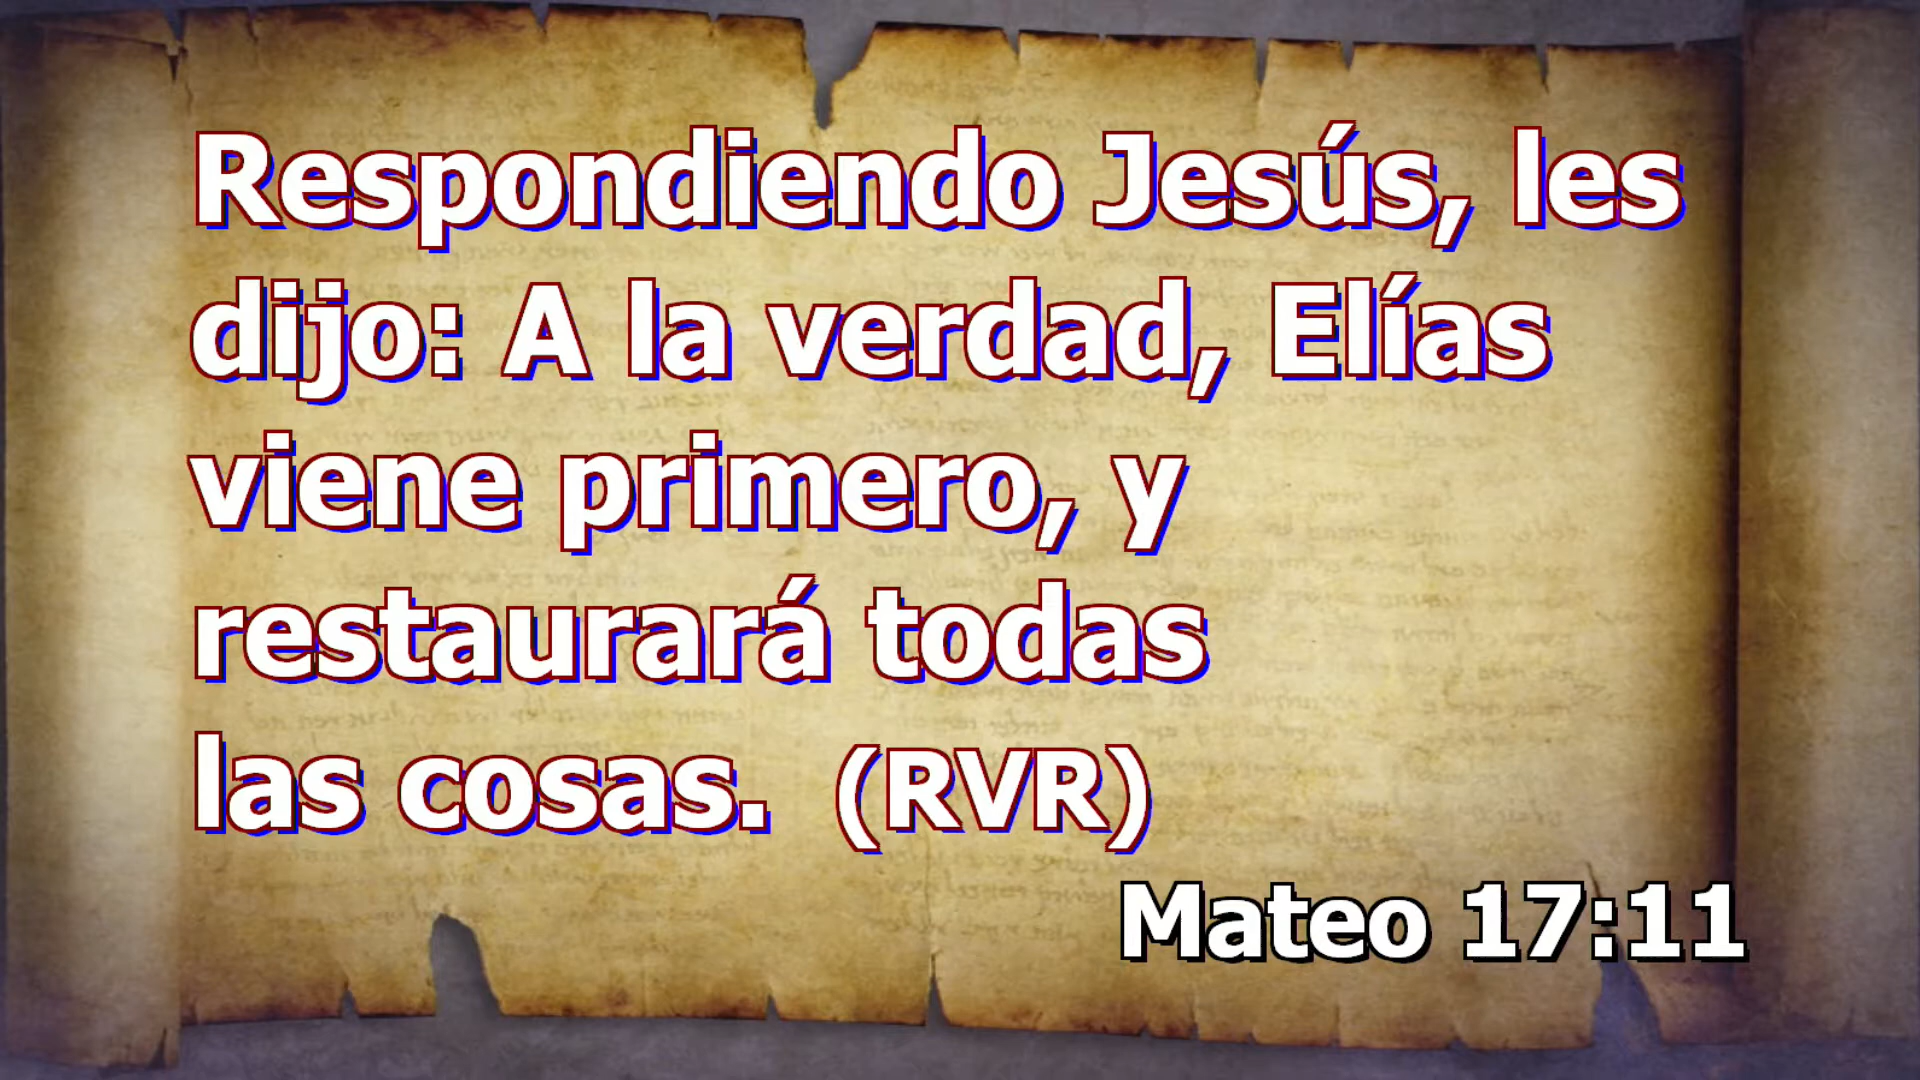 Respondiendo Jesús, les
dijo: A la verdad, Elías
viene primero, y
restaurará todas
las cosas. (RVR)
Mateo 17:11